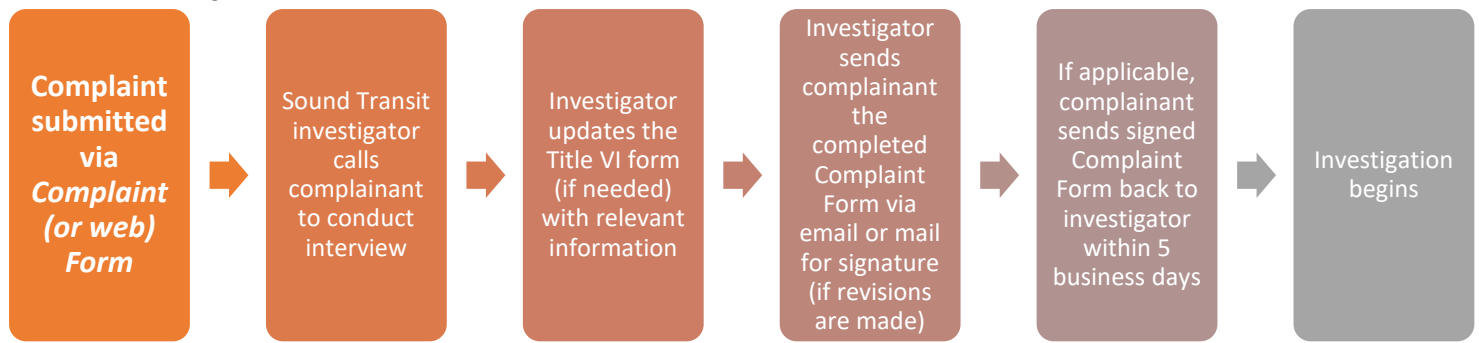 Complaint
submitted
via
Complaint
(or web)
Form
Sound Transit
investigator
calls
complainant
to conduct
interview
Investigator
updates the
Title VI form
(if needed)
with relevant
information
Investigator
sends
complainant
the
completed
Complaint
Form via
email or mail
for signature
(if revisions
are made)
If applicable,
complainant
sends signed
Complaint
Form back to
investigator
within 5
business days
Investigation
begins